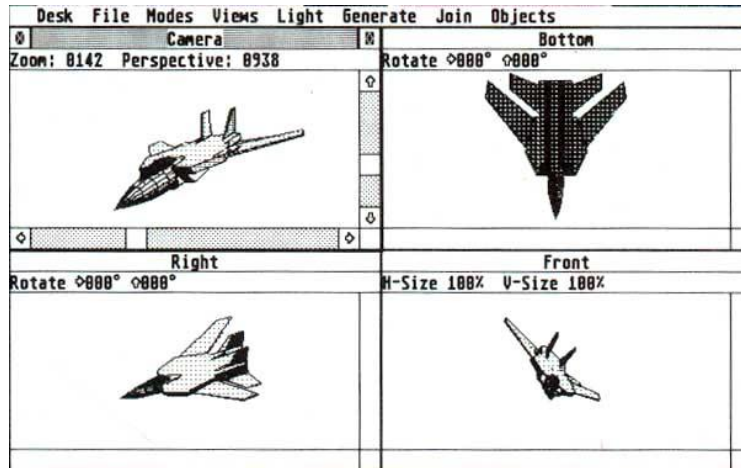 Desk File Modes Views Light Generate Join Objects
Camera
Bottom
Zoom: 0142 Perspective: 0938
Rotate ⇨000° ⇧000°
Right
Front
Rotate ⇨000° ⇧000°
H-Size 100% V-Size 100%